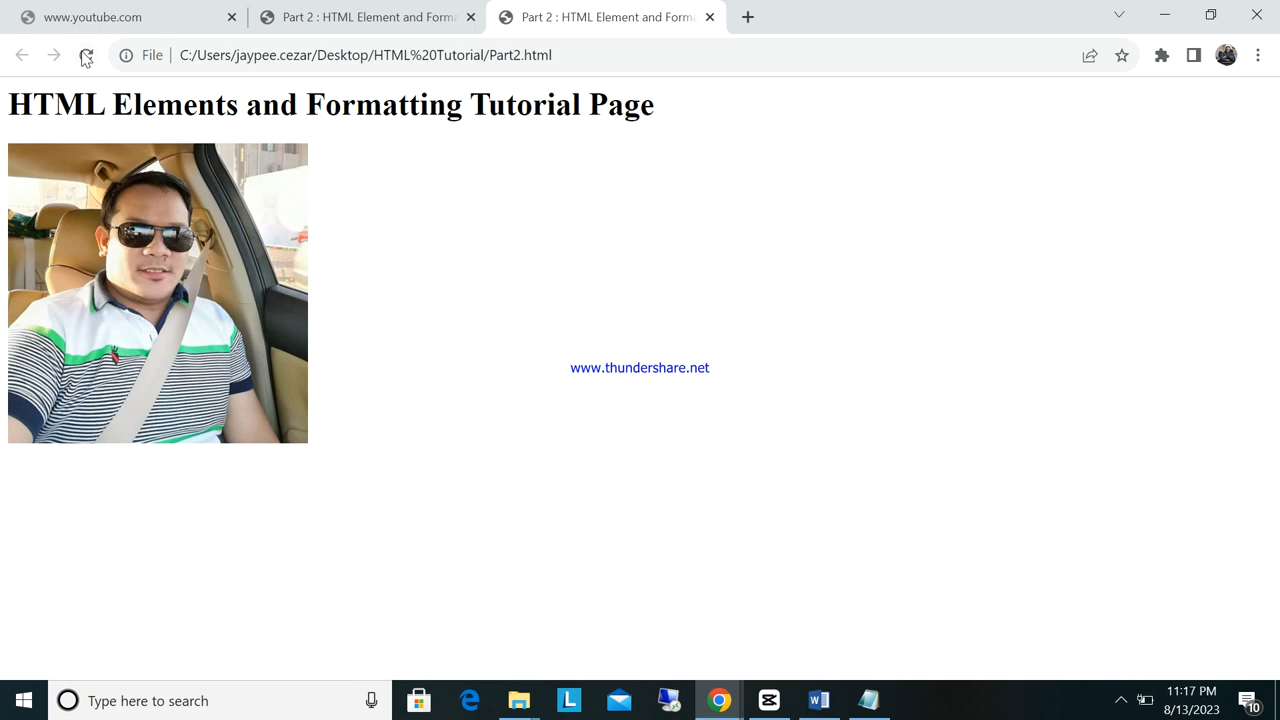 www.youtube.com
Part 2 : HTML Element and Forma
Part 2 : HTML Element and Forma
File
C:/Users/jaypee.cezar/Desktop/HTML%20Tutorial/Part2.html
HTML Elements and Formatting Tutorial Page
www.thundershare.net
Type here to search
L
W
11:17 PM
8/13/2023
10